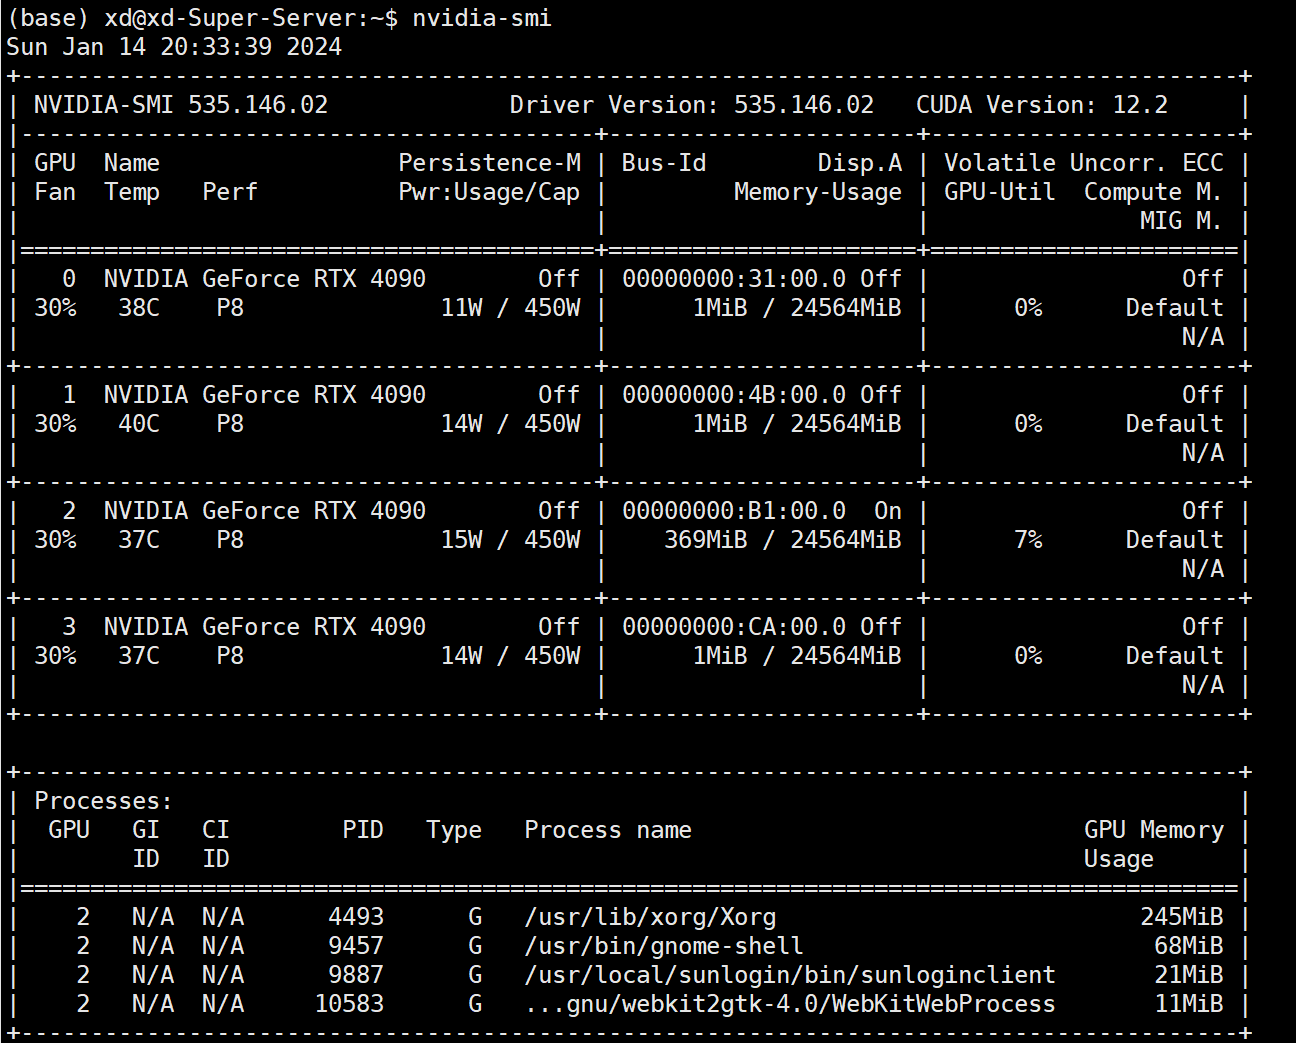 (base) xd@xd-Super-Server:~$ nvidia-smi
Sun Jan 14 20:33:39 2024
+---------------------------------------------------------------------------------------+
| NVIDIA-SMI 535.146.02             Driver Version: 535.146.02   CUDA Version: 12.2     |
|-----------------------------------------+----------------------+----------------------+
| GPU  Name                 Persistence-M | Bus-Id        Disp.A | Volatile Uncorr. ECC |
| Fan  Temp   Perf          Pwr:Usage/Cap |         Memory-Usage | GPU-Util  Compute M. |
|                                         |                      |               MIG M. |
|=========================================+======================+======================|
|   0  NVIDIA GeForce RTX 4090        Off | 00000000:31:00.0 Off |                  Off |
| 30%   38C    P8              11W / 450W |      1MiB / 24564MiB |      0%      Default |
|                                         |                      |                  N/A |
+-----------------------------------------+----------------------+----------------------+
|   1  NVIDIA GeForce RTX 4090        Off | 00000000:4B:00.0 Off |                  Off |
| 30%   40C    P8              14W / 450W |      1MiB / 24564MiB |      0%      Default |
|                                         |                      |                  N/A |
+-----------------------------------------+----------------------+----------------------+
|   2  NVIDIA GeForce RTX 4090        Off | 00000000:B1:00.0  On |                  Off |
| 30%   37C    P8              15W / 450W |    369MiB / 24564MiB |      7%      Default |
|                                         |                      |                  N/A |
+-----------------------------------------+----------------------+----------------------+
|   3  NVIDIA GeForce RTX 4090        Off | 00000000:CA:00.0 Off |                  Off |
| 30%   37C    P8              14W / 450W |      1MiB / 24564MiB |      0%      Default |
|                                         |                      |                  N/A |
+-----------------------------------------+----------------------+----------------------+

+---------------------------------------------------------------------------------------+
| Processes:                                                                            |
|  GPU   GI   CI        PID   Type   Process name                            GPU Memory |
|        ID   ID                                                             Usage      |
|=======================================================================================|
|    2   N/A  N/A      4493      G   /usr/lib/xorg/Xorg                          245MiB |
|    2   N/A  N/A      9457      G   /usr/bin/gnome-shell                         68MiB |
|    2   N/A  N/A      9887      G   /usr/local/sunlogin/bin/sunloginclient       21MiB |
|    2   N/A  N/A     10583      G   ...gnu/webkit2gtk-4.0/WebKitWebProcess       11MiB |
+---------------------------------------------------------------------------------------+